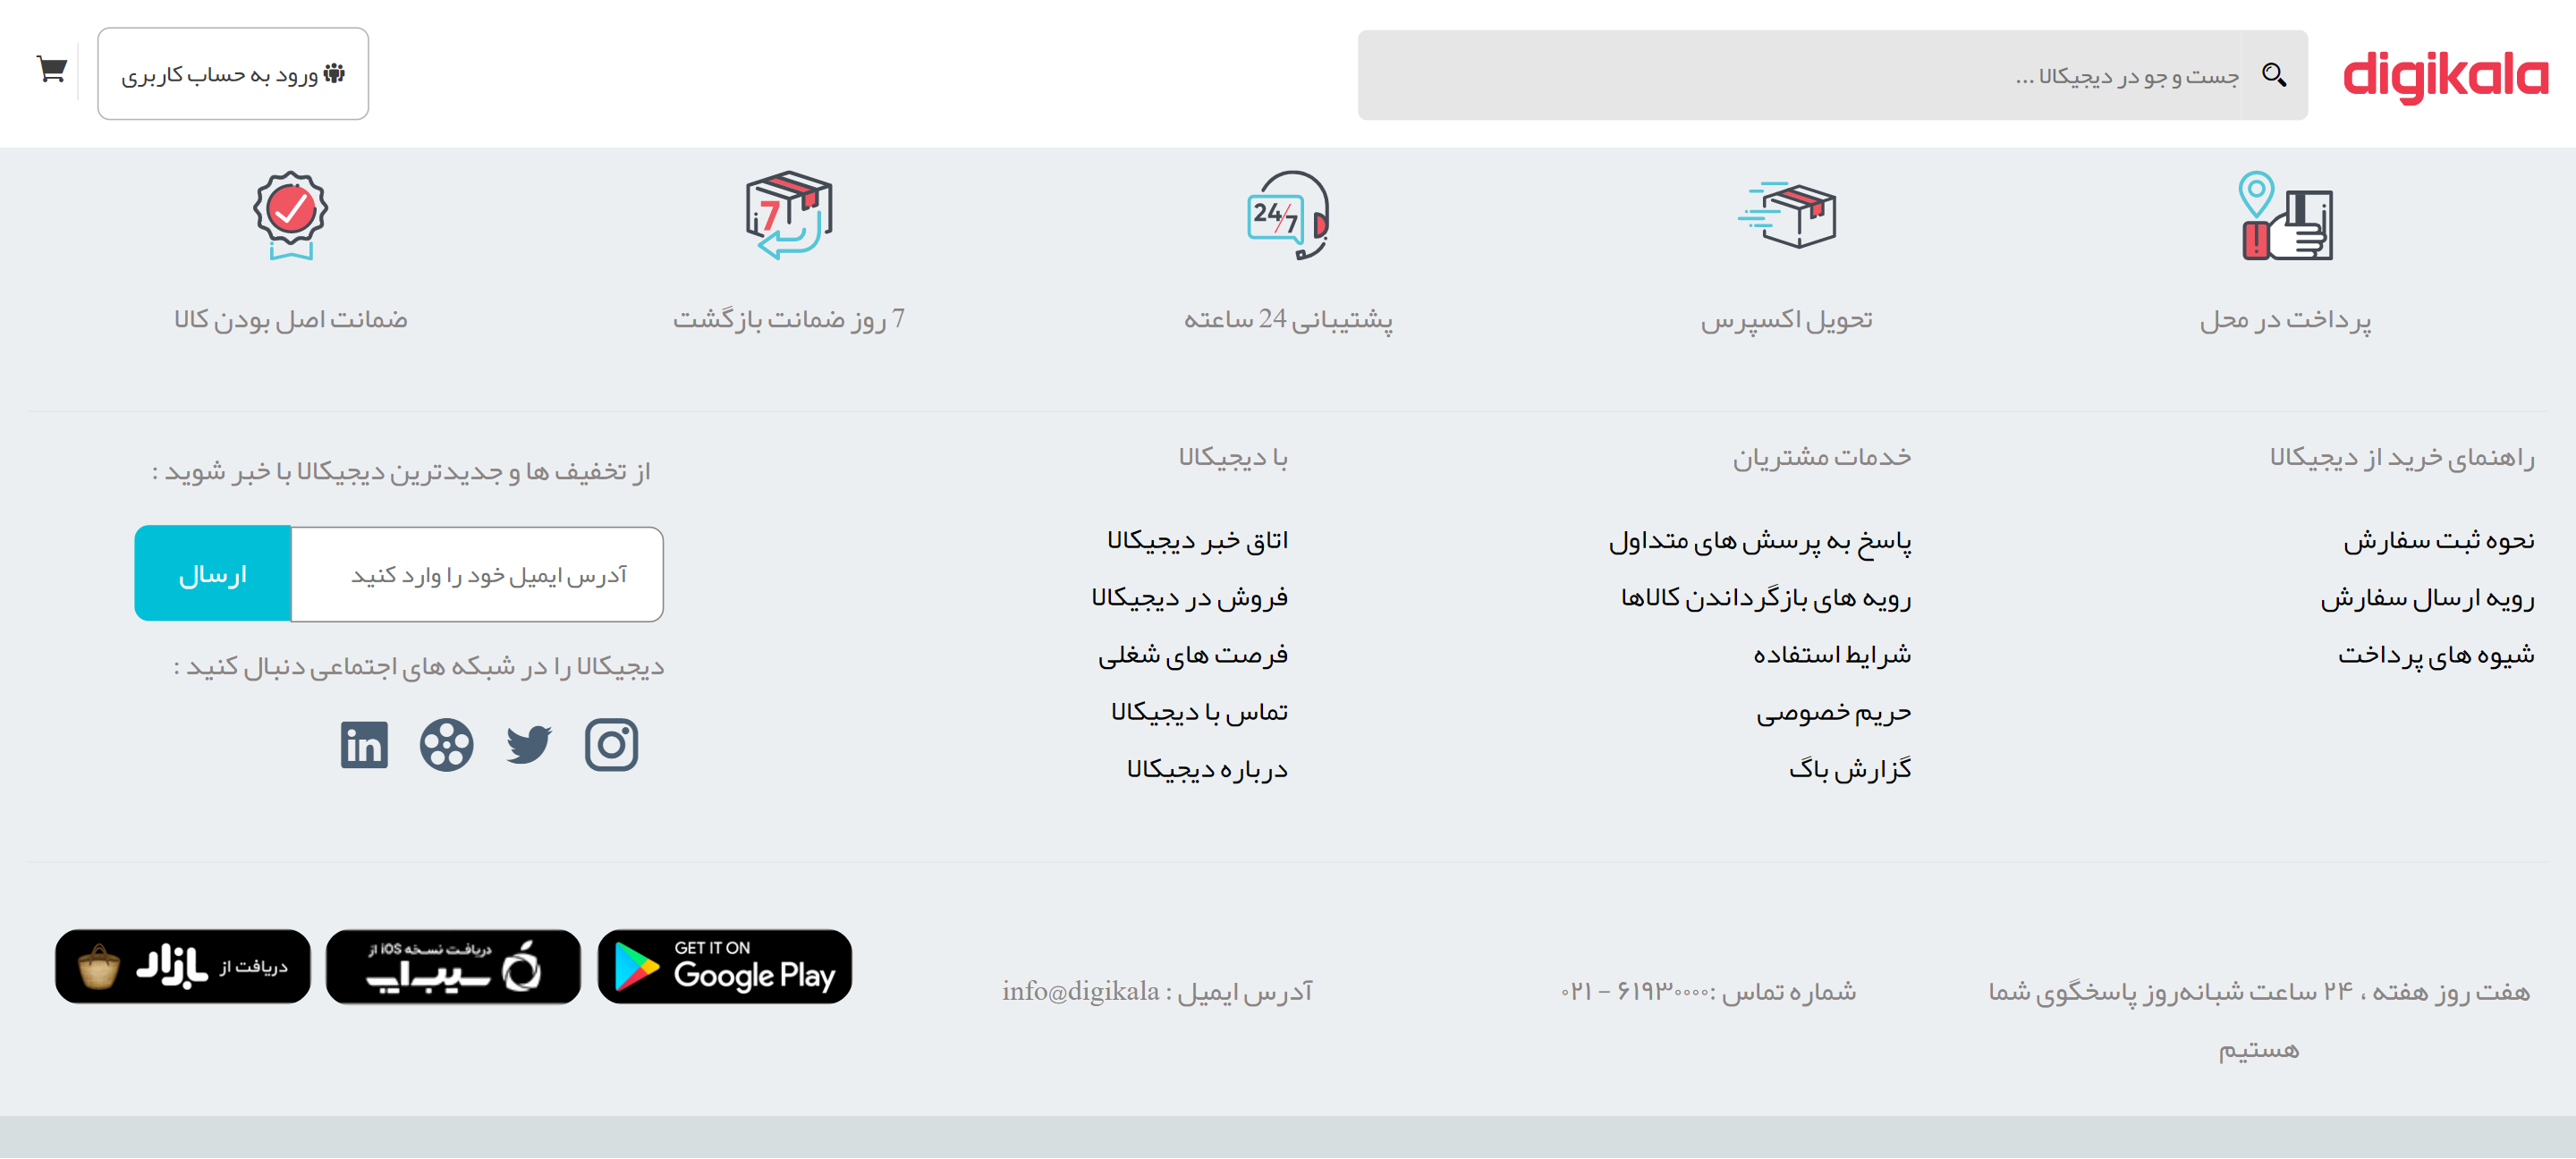 digikala
جست و جو در دیجیکالا ...
ورود به حساب کاربری
پرداخت در محل
تحویل اکسپرس
24/7
پشتیبانی 24 ساعته
7
7 روز ضمانت بازگشت
ضمانت اصل بودن کالا
راهنمای خرید از دیجیکالا
نحوه ثبت سفارش
رویه ارسال سفارش
شیوه های پرداخت
خدمات مشتریان
پاسخ به پرسش های متداول
رویه های بازگرداندن کالاها
شرایط استفاده
حریم خصوصی
گزارش باگ
با دیجیکالا
اتاق خبر دیجیکالا
فروش در دیجیکالا
فرصت های شغلی
تماس با دیجیکالا
درباره دیجیکالا
از تخفیف ها و جدیدترین دیجیکالا با خبر شوید :
آدرس ایمیل خود را وارد کنید
ارسال
دیجیکالا را در شبکه های اجتماعی دنبال کنید :
in
هفت روز هفته ، ۲۴ ساعت شبانه‌روز پاسخگوی شما
هستیم
شماره تماس :۶۱۹۳۰۰۰۰ – ۰۲۱
آدرس ایمیل : info@digikala
GET IT ON
Google Play
دریافت نسخه iOS از
سیب‌اپ
دریافت از بازار